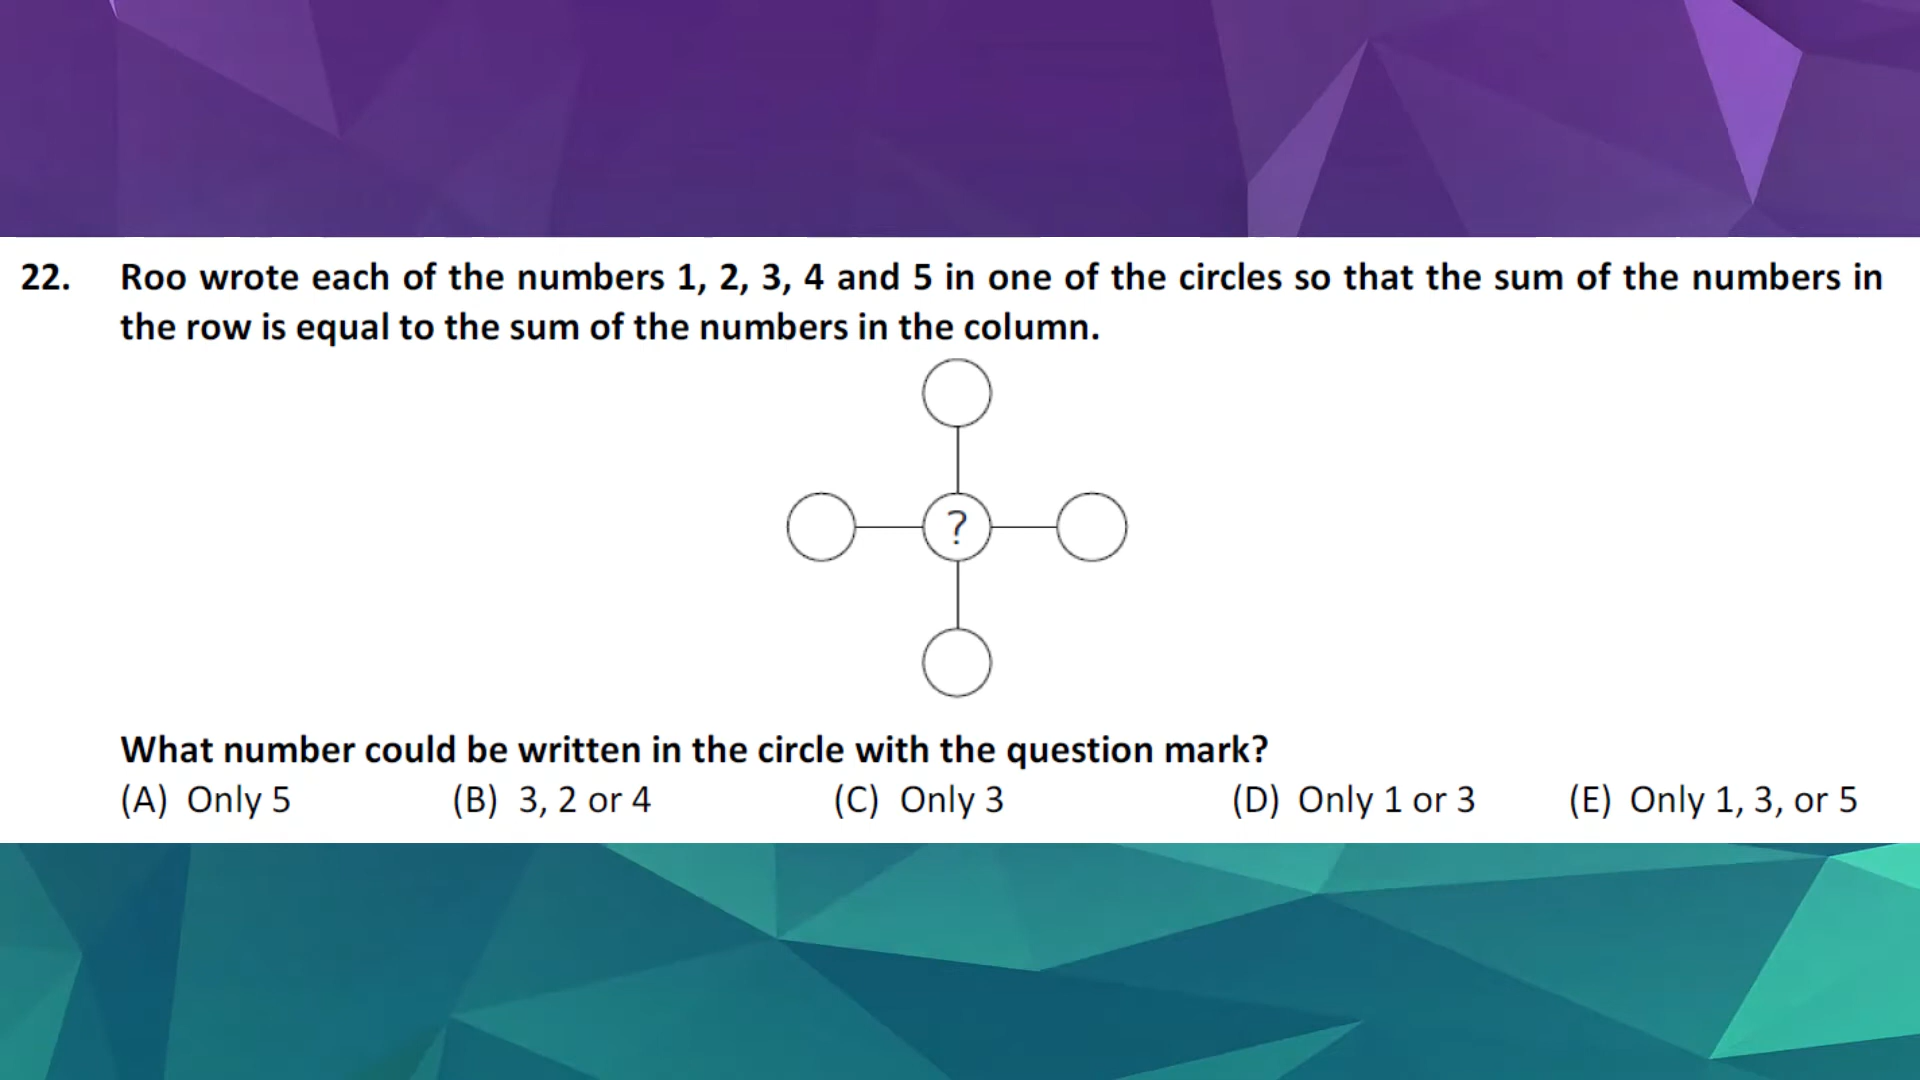 22. Roo wrote each of the numbers 1, 2, 3, 4 and 5 in one of the circles so that the sum of the numbers in
the row is equal to the sum of the numbers in the column.
?
What number could be written in the circle with the question mark?
(A) Only 5 (B) 3, 2 or 4 (C) Only 3 (D) Only 1 or 3 (E) Only 1, 3, or 5